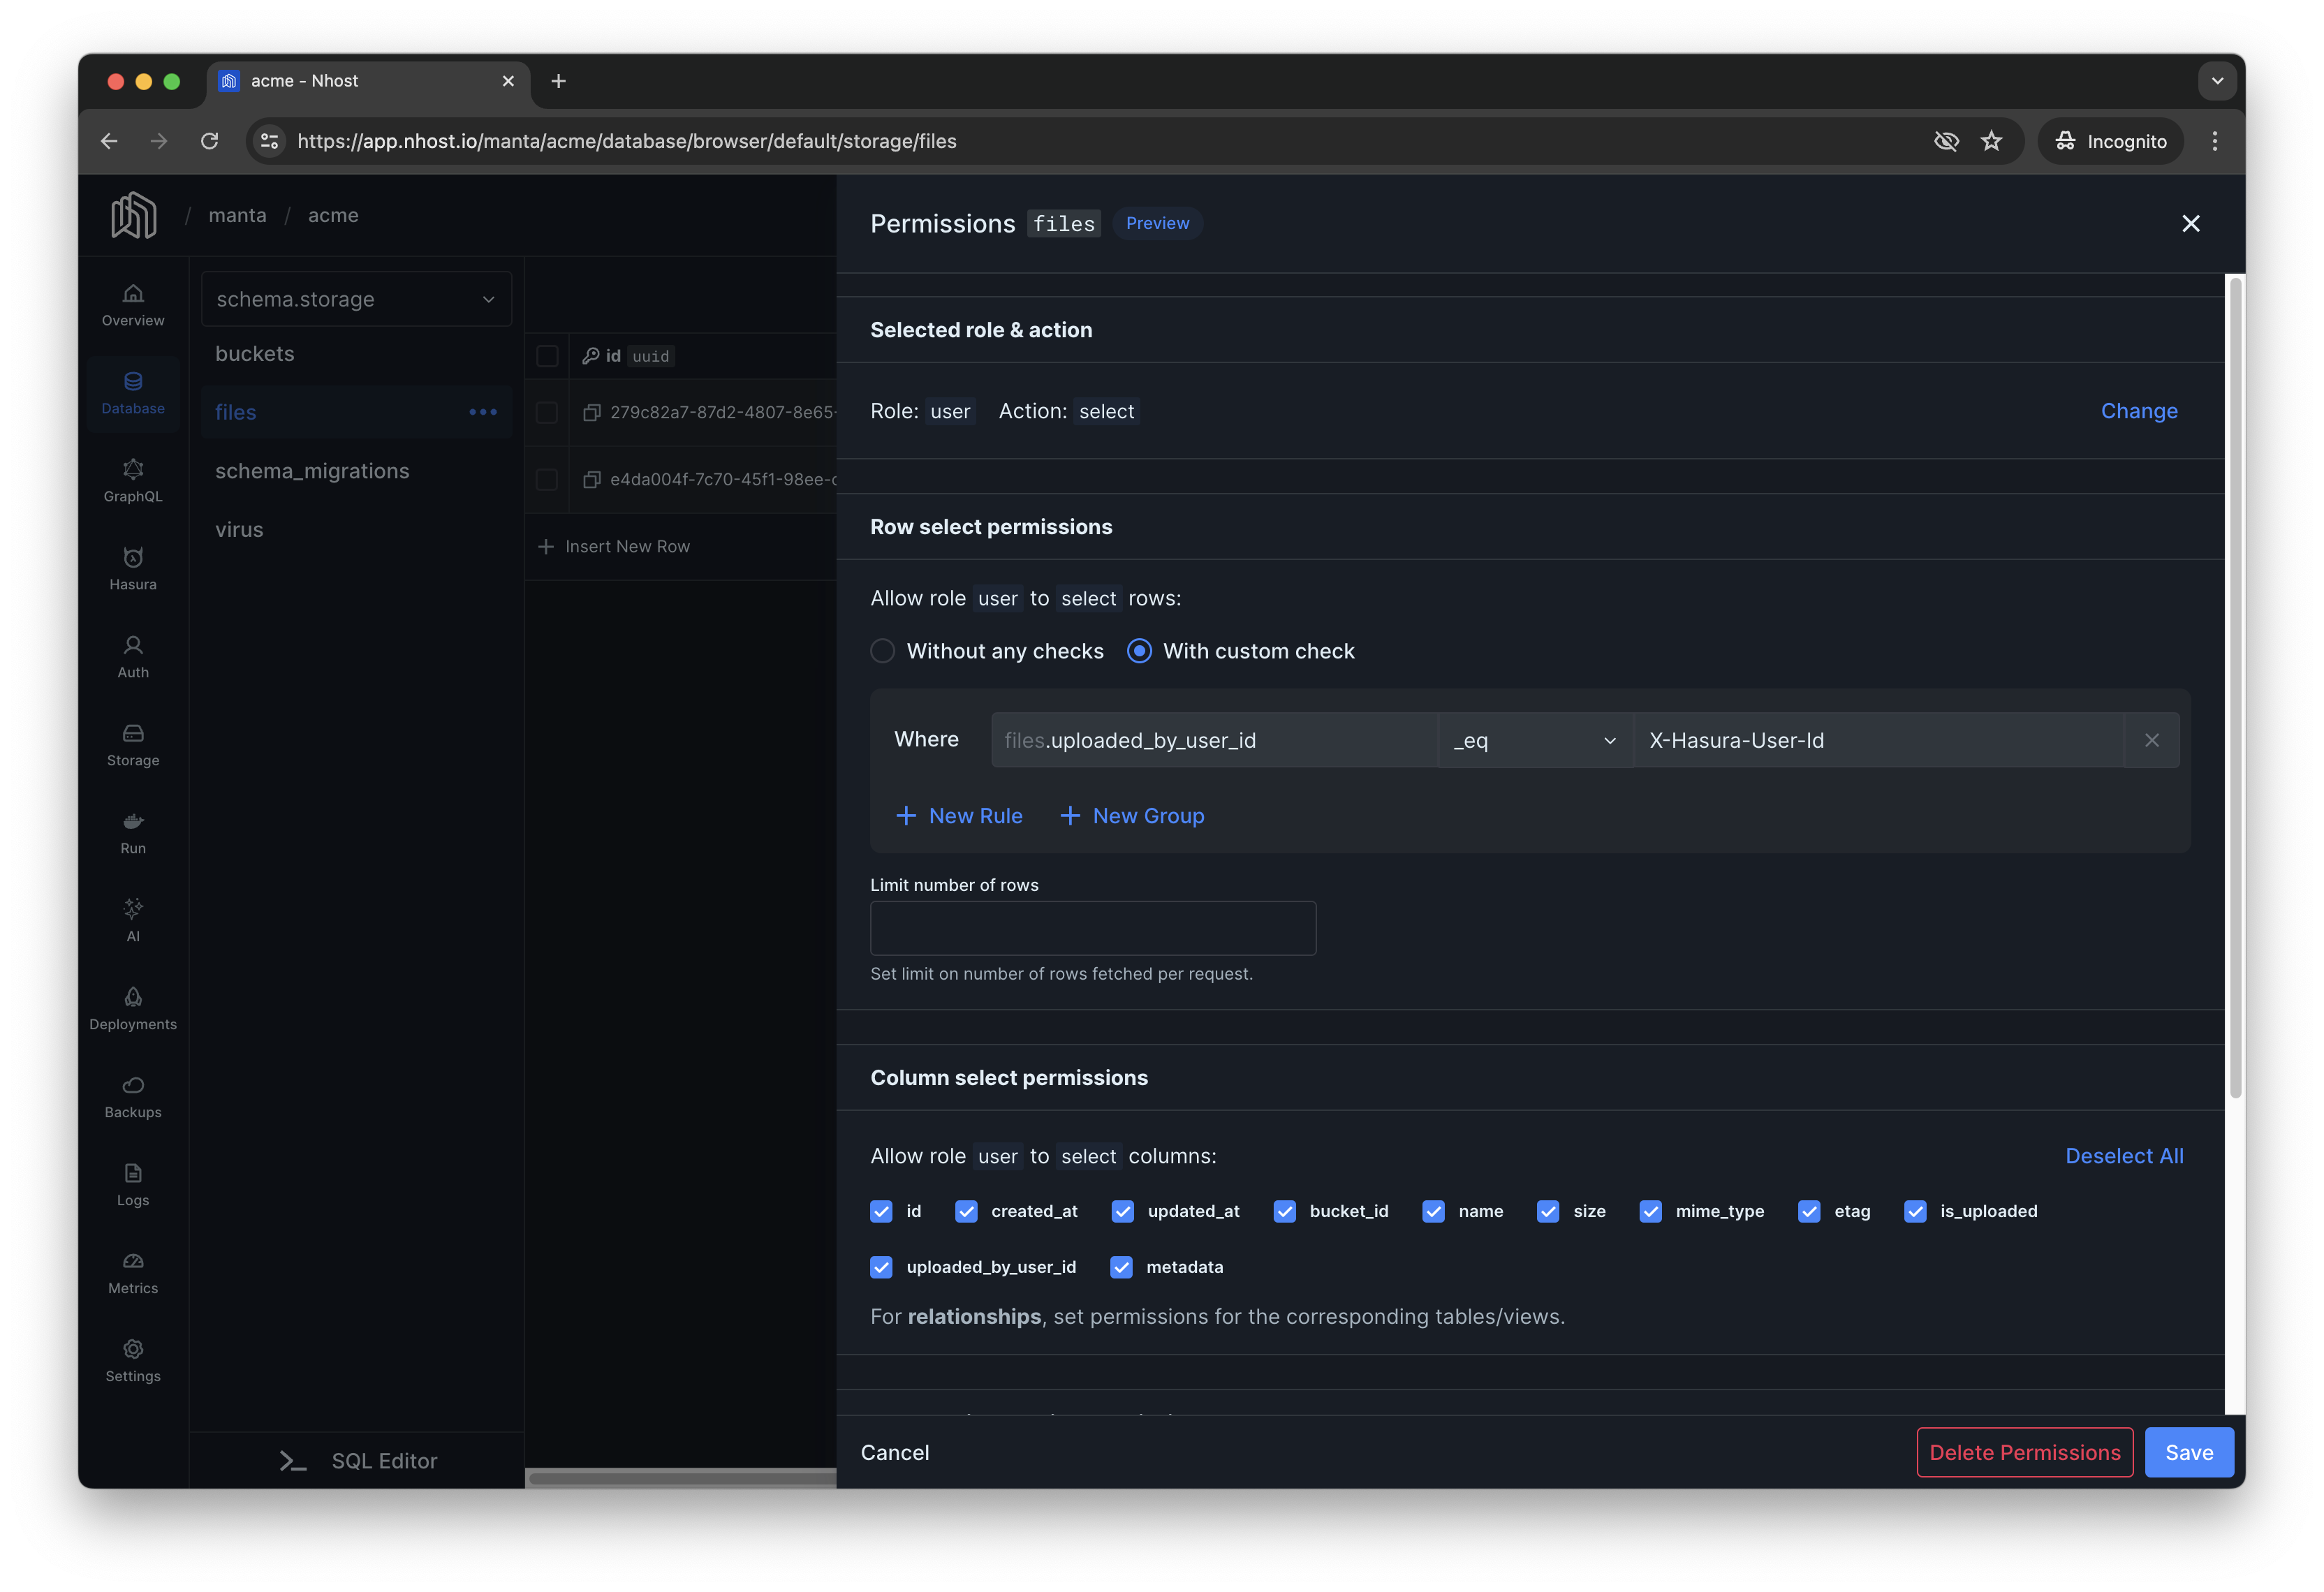 acme - Nhost
https://app.nhost.io/manta/acme/database/browser/default/storage/files
Incognito
/ manta / acme
Overview
Database
GraphQL
Hasura
Auth
Storage
Run
AI
Deployments
Backups
Logs
Metrics
Settings
schema.storage
buckets
files
schema_migrations
virus
SQL Editor
id uuid
279c82a7-87d2-4807-8e65-
e4da004f-7c70-45f1-98ee-
Insert New Row
Permissions files Preview
Selected role & action
Role: user Action: select Change
Row select permissions
Allow role user to select rows:
Without any checks With custom check
Where files.uploaded_by_user_id _eq X-Hasura-User-Id
New Rule New Group
Limit number of rows
Set limit on number of rows fetched per request.
Column select permissions
Allow role user to select columns: Deselect All
id created_at updated_at bucket_id name size mime_type etag is_uploaded
uploaded_by_user_id metadata
For relationships, set permissions for the corresponding tables/views.
Cancel Delete Permissions Save